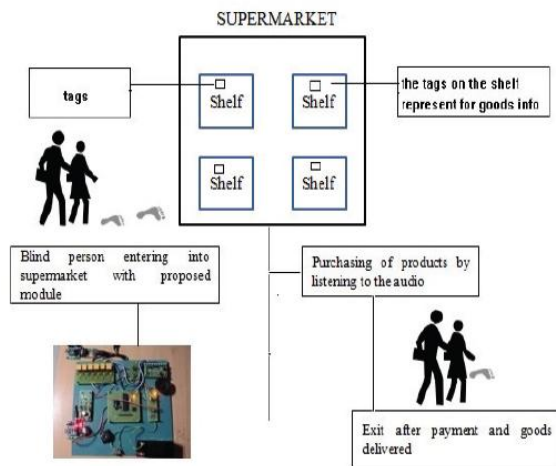 SUPERMARKET
tags
Shelf
Shelf
the tags on the shelf
represent for goods info
Shelf
Shelf
Blind person entering into
supermarket with proposed
module
Purchasing of products by
listening to the audio
Exit after payment and goods
delivered